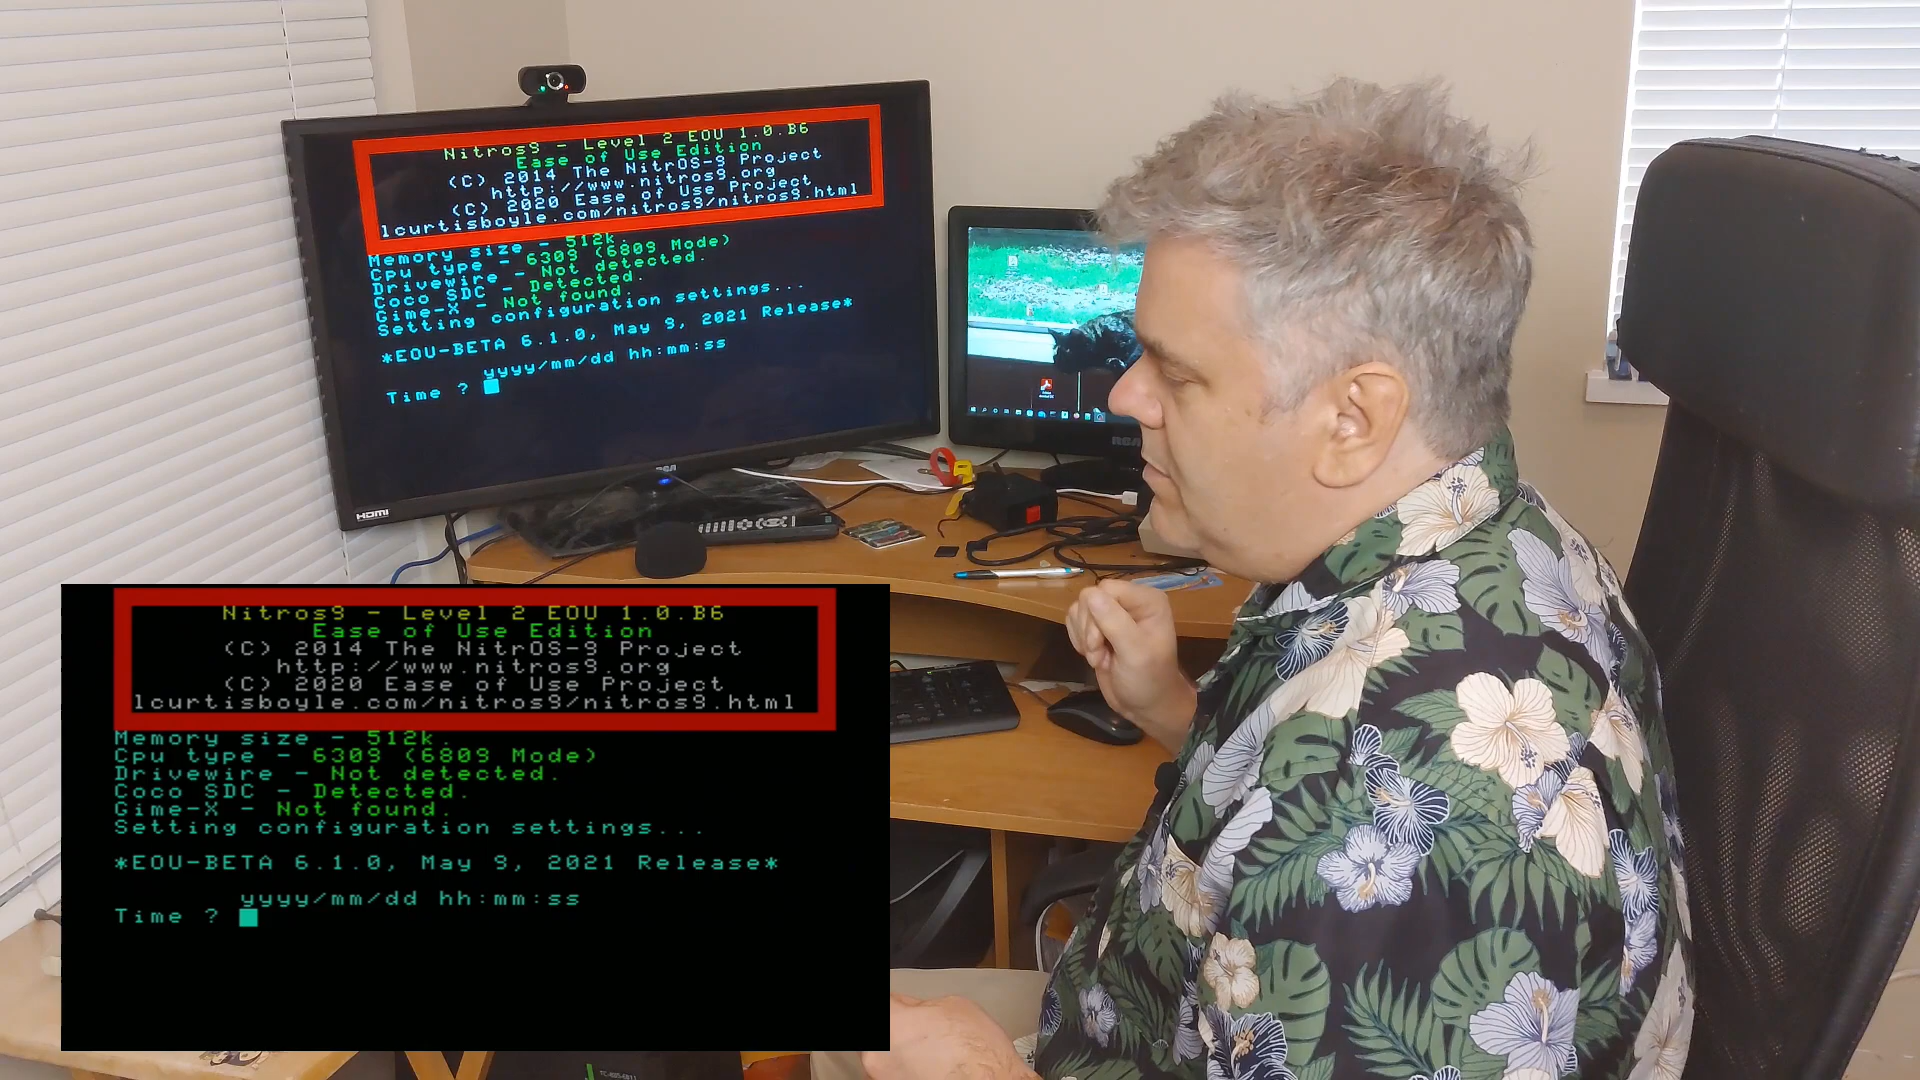 Nitros9 - Level 2 EOU 1.0.B6
Ease of Use Edition
(C) 2014 The NitrOS-9 Project
http://www.nitros9.org
(C) 2020 Ease of Use Project
lcurtisboyle.com/nitros9/nitros9.html
Memory size - 512k.
Cpu type - 6309 (6809 Mode)
Drivewire - Not detected.
Coco SDC - Detected.
Gime-X - Not found.
Setting configuration settings...
*EOU-BETA 6.1.0, May 9, 2021 Release*
yyyy/mm/dd hh:mm:ss
Time ?
RCA
HDMI
RCA
Nitros9 - Level 2 EOU 1.0.B6
Ease of Use Edition
(C) 2014 The NitrOS-9 Project
http://www.nitros9.org
(C) 2020 Ease of Use Project
lcurtisboyle.com/nitros9/nitros9.html
Memory size - 512k.
Cpu type - 6309 (6809 Mode)
Drivewire - Not detected.
Coco SDC - Detected.
Gime-X - Not found.
Setting configuration settings...
*EOU-BETA 6.1.0, May 9, 2021 Release*
yyyy/mm/dd hh:mm:ss
Time ?